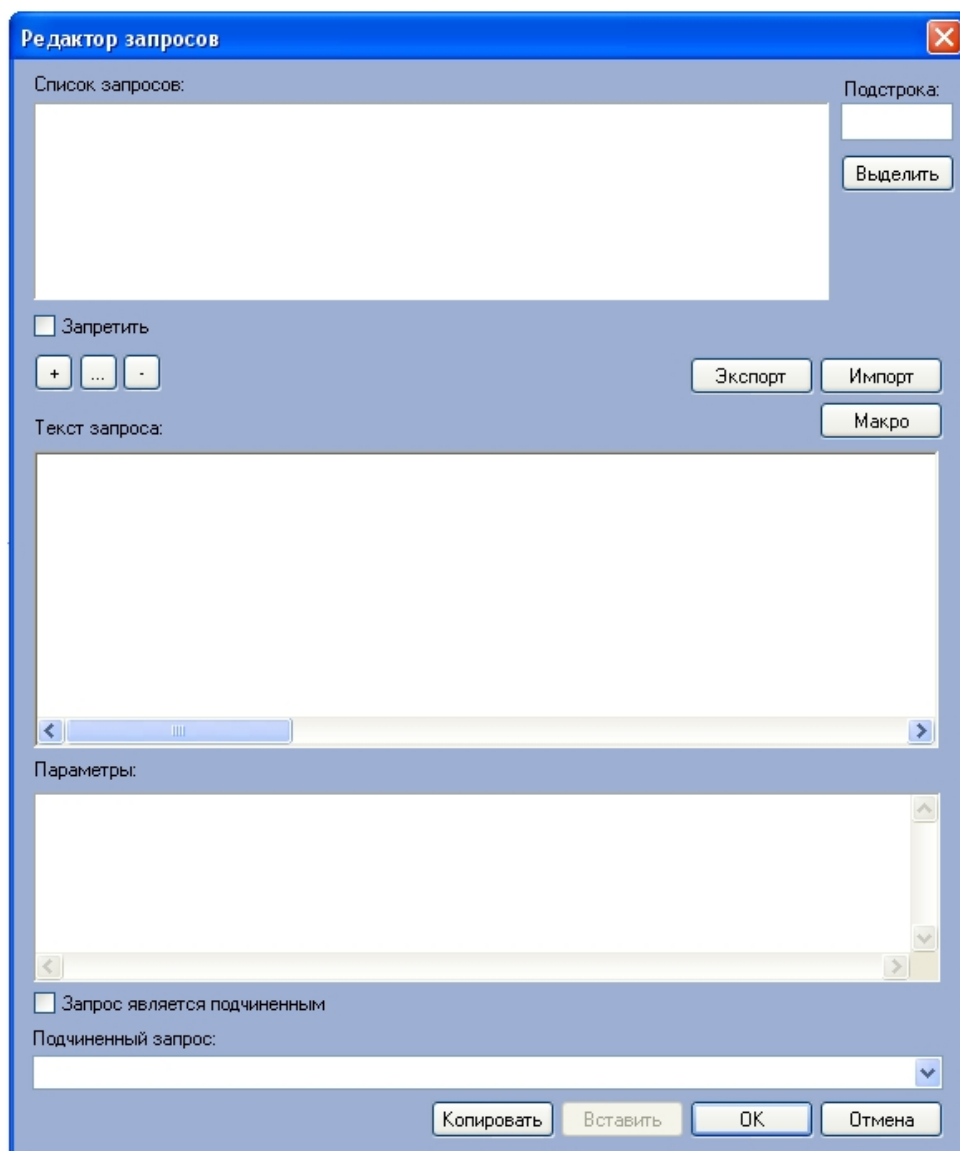 Редактор запросов
Список запросов:
Подстрока:
Выделить
Запретить
+ ... -
Экспорт Импорт
Текст запроса:
Макро
Параметры:
Запрос является подчиненным
Подчиненный запрос:
Копировать Вставить OK Отмена